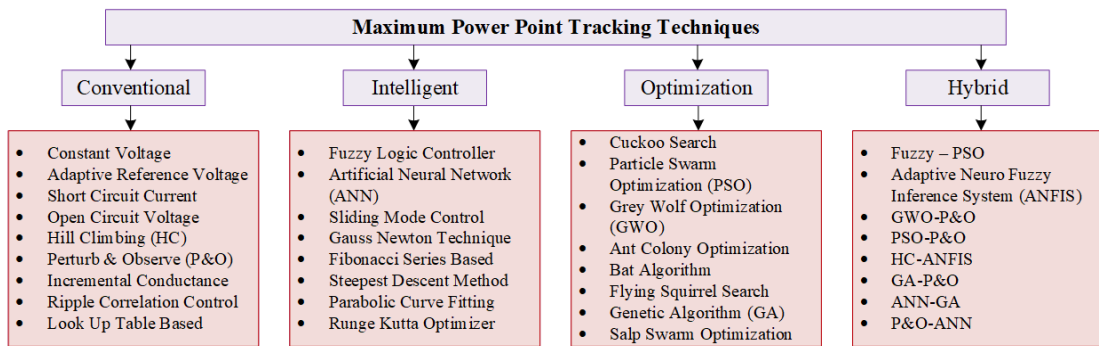 Maximum Power Point Tracking Techniques
Conventional
Intelligent
Optimization
Hybrid
• Constant Voltage
• Adaptive Reference Voltage
• Short Circuit Current
• Open Circuit Voltage
• Hill Climbing (HC)
• Perturb & Observe (P&O)
• Incremental Conductance
• Ripple Correlation Control
• Look Up Table Based
• Fuzzy Logic Controller
• Artificial Neural Network
(ANN)
• Sliding Mode Control
• Gauss Newton Technique
• Fibonacci Series Based
• Steepest Descent Method
• Parabolic Curve Fitting
• Runge Kutta Optimizer
• Cuckoo Search
• Particle Swarm
Optimization (PSO)
• Grey Wolf Optimization
(GWO)
• Ant Colony Optimization
• Bat Algorithm
• Flying Squirrel Search
• Genetic Algorithm (GA)
• Salp Swarm Optimization
• Fuzzy – PSO
• Adaptive Neuro Fuzzy
Inference System (ANFIS)
• GWO-P&O
• PSO-P&O
• HC-ANFIS
• GA-P&O
• ANN-GA
• P&O-ANN